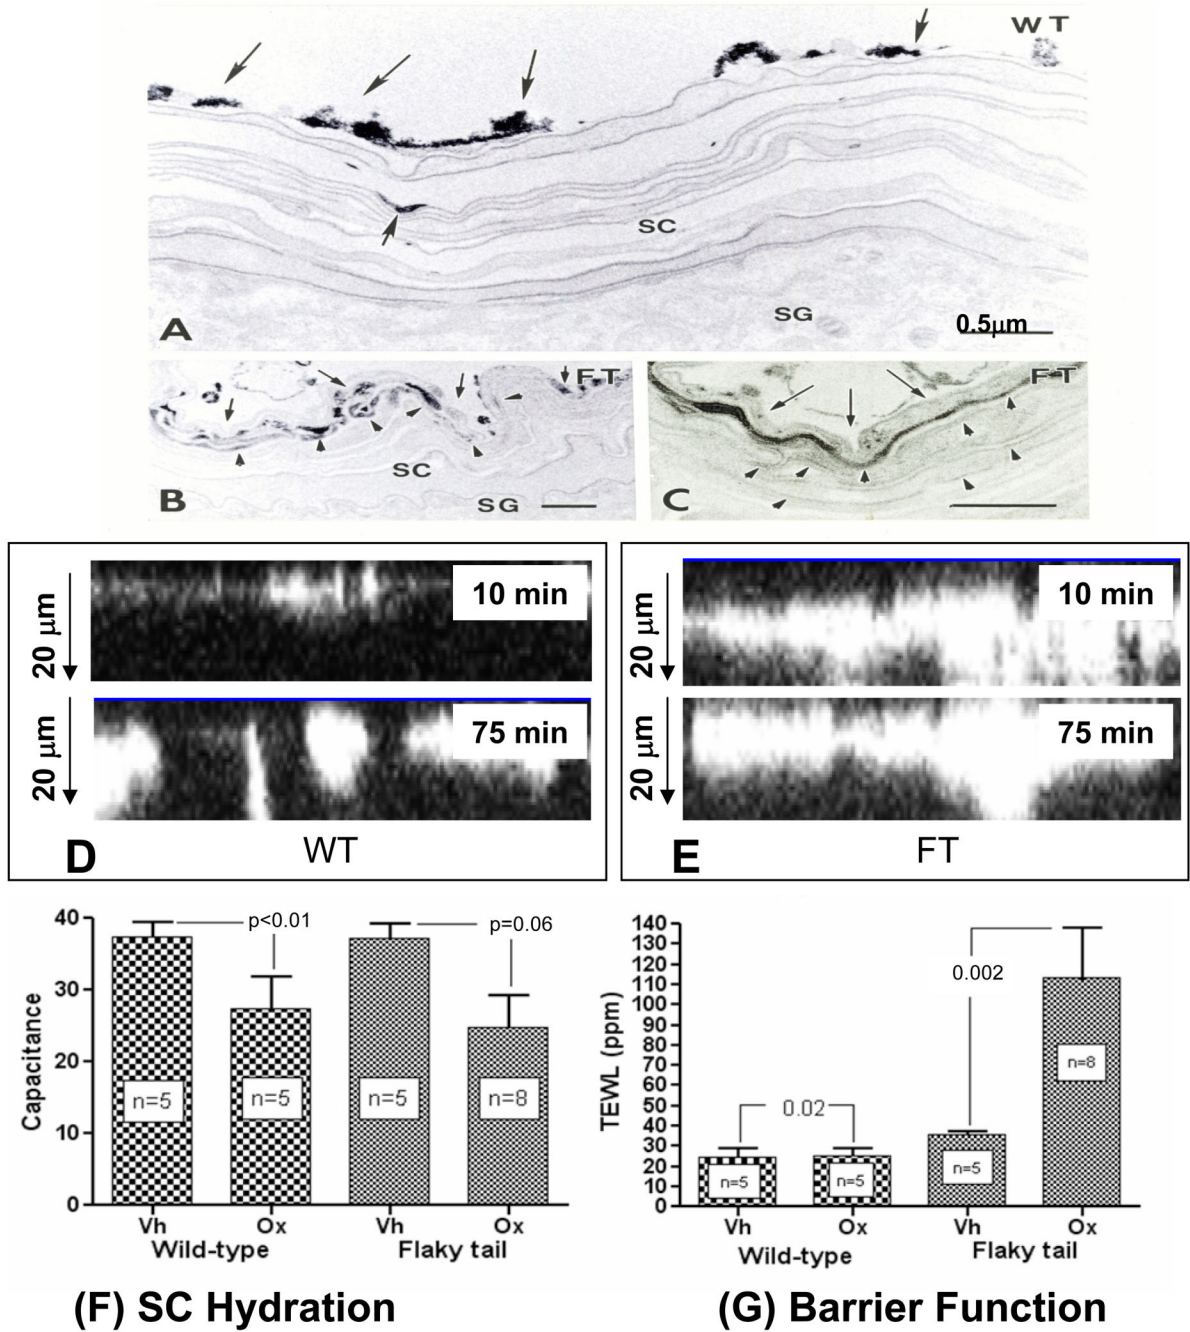 W T
SC
SG
0.5μm
A
F T
SC
B
SG
F T
C
10 min
20 μm
75 min
20 μm
D
WT
10 min
20 μm
75 min
20 μm
E
FT
40
30
20
10
0
Capacitance
p<0.01
p=0.06
n=5
n=5
n=5
n=8
Vh
Ox
Vh
Ox
Wild-type
Flaky tail
(F) SC Hydration
140
130
120
110
100
90
80
70
60
50
40
30
20
10
0
TEWL (ppm)
0.02
0.002
n=5
n=5
n=5
n=8
Vh
Ox
Vh
Ox
Wild-type
Flaky tail
(G) Barrier Function